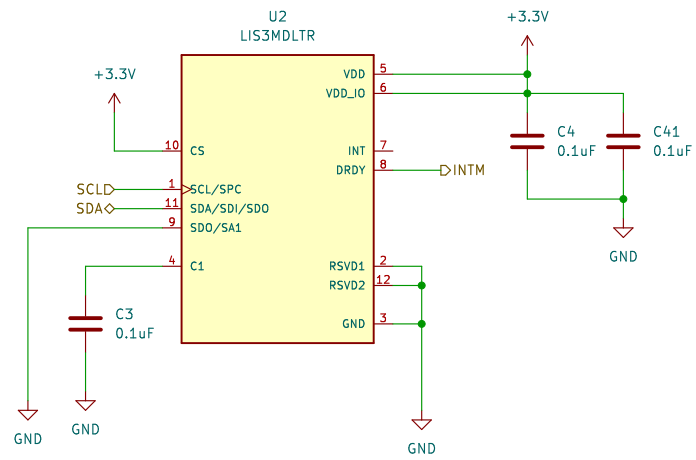 U2
LIS3MDLTR
+3.3V
+3.3V
VDD 5
VDD_IO 6
10 CS
INT 7
DRDY 8
INTM
C4
0.1uF
C41
0.1uF
SCL 1 SCL/SPC
SDA 11 SDA/SDI/SDO
9 SDO/SA1
4 C1
RSVD1 2
RSVD2 12
GND 3
GND
C3
0.1uF
GND
GND
GND